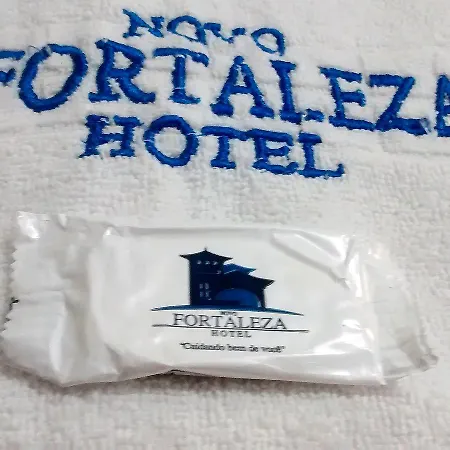 NOVO
FORTALEZA
HOTEL
NOVO
FORTALEZA
HOTEL
"Cuidando bem de você"